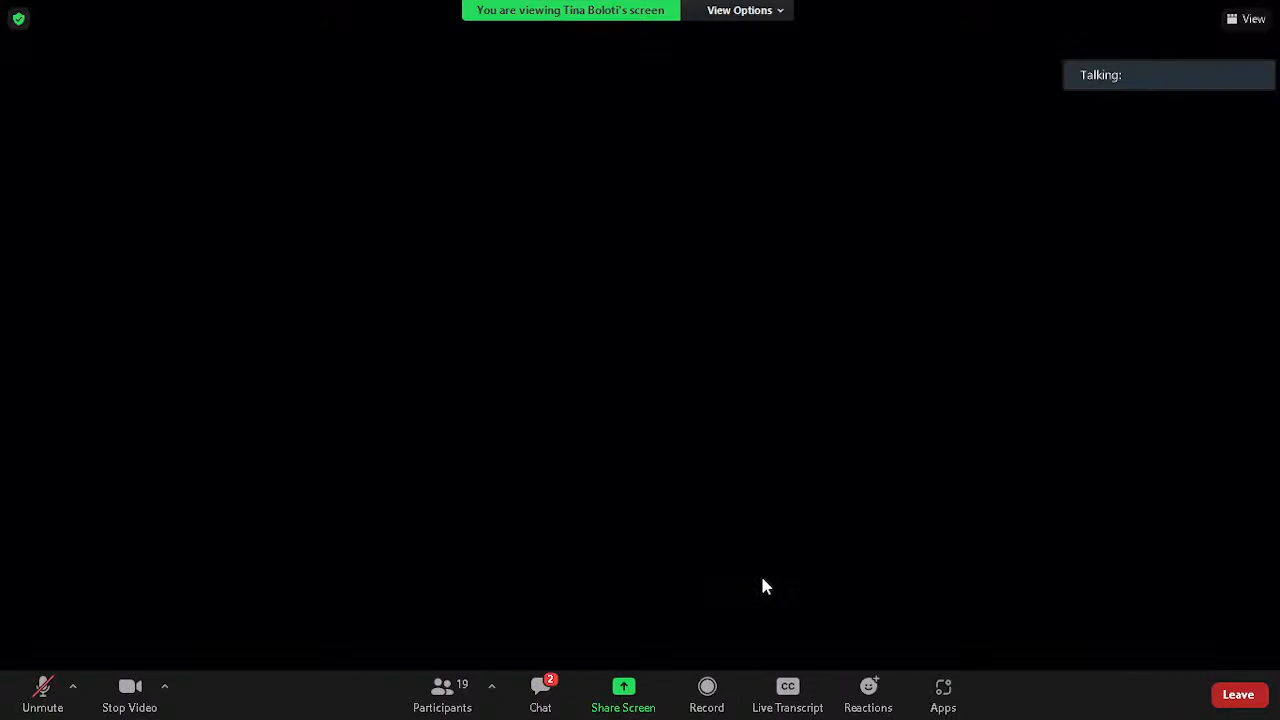 You are viewing Tina Boloti's screen View Options
View
Talking:
Unmute
Stop Video
19
Participants
2
Chat
Share Screen
Record
CC
Live Transcript
Reactions
Apps
Leave